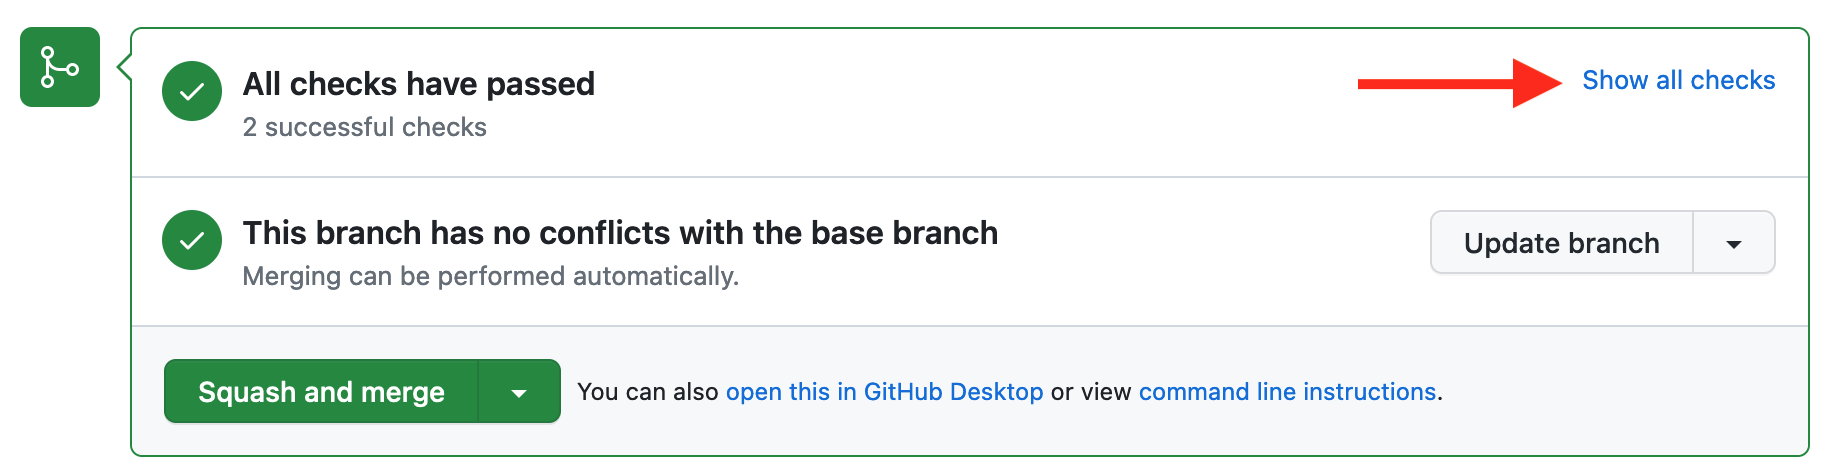 All checks have passed
Show all checks
2 successful checks
This branch has no conflicts with the base branch
Update branch
Merging can be performed automatically.
Squash and merge
You can also open this in GitHub Desktop or view command line instructions.